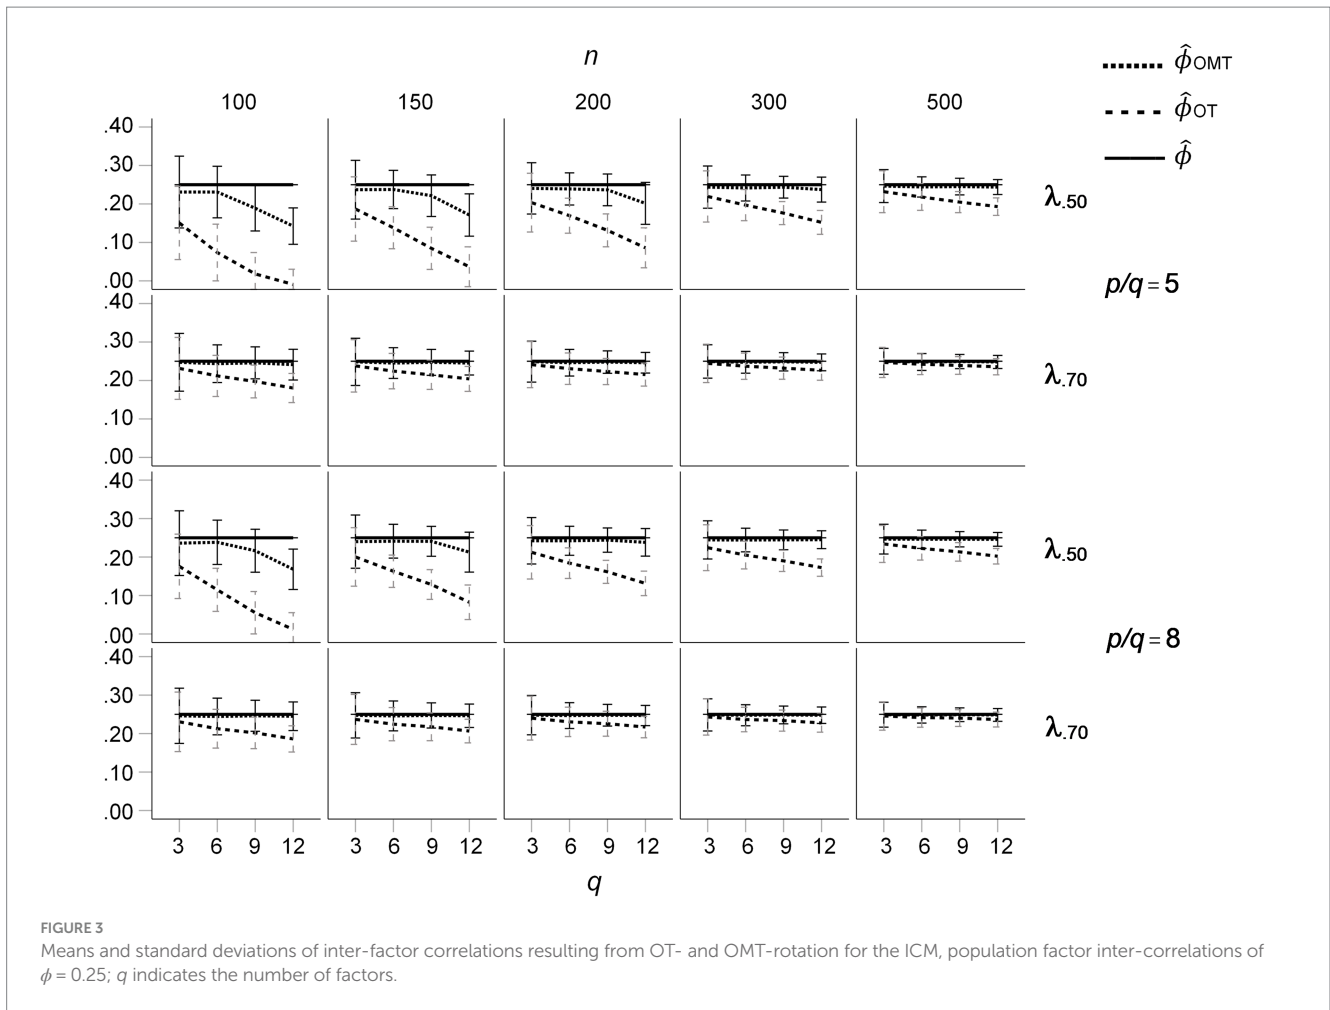 n
100 150 200 300 500
ϕ̂OMT
ϕ̂OT
ϕ̂
.40
.30
.20
.10
.00
λ.50
p/q = 5
.40
.30
.20
.10
.00
λ.70
.40
.30
.20
.10
.00
λ.50
p/q = 8
.40
.30
.20
.10
.00
λ.70
3 6 9 12 3 6 9 12 3 6 9 12 3 6 9 12 3 6 9 12
q
FIGURE 3
Means and standard deviations of inter-factor correlations resulting from OT- and OMT-rotation for the ICM, population factor inter-correlations of
ϕ = 0.25; q indicates the number of factors.